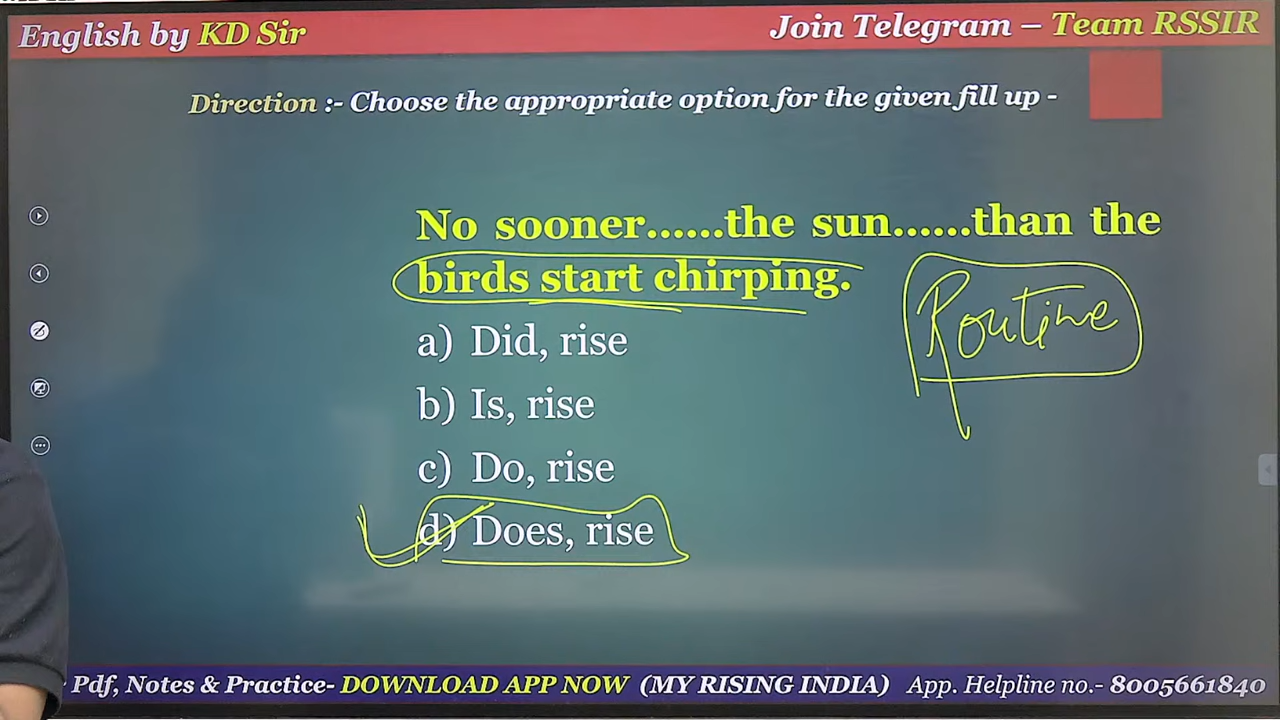 English by KD Sir
Join Telegram – Team RSSIR
Direction :- Choose the appropriate option for the given fill up -
No sooner......the sun......than the
birds start chirping.
Routine
a) Did, rise
b) Is, rise
c) Do, rise
d) Does, rise
Pdf, Notes & Practice- DOWNLOAD APP NOW (MY RISING INDIA) App. Helpline no.- 8005661840